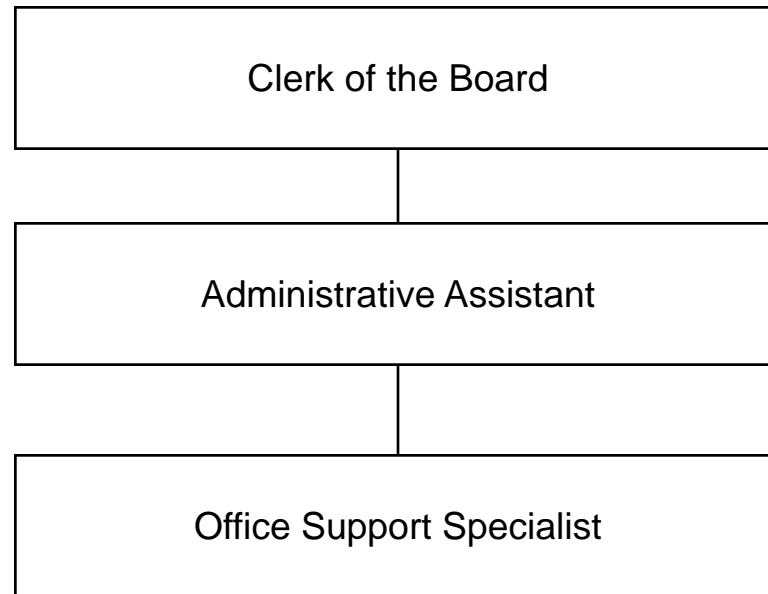 Clerk of the Board
Administrative Assistant
Office Support Specialist